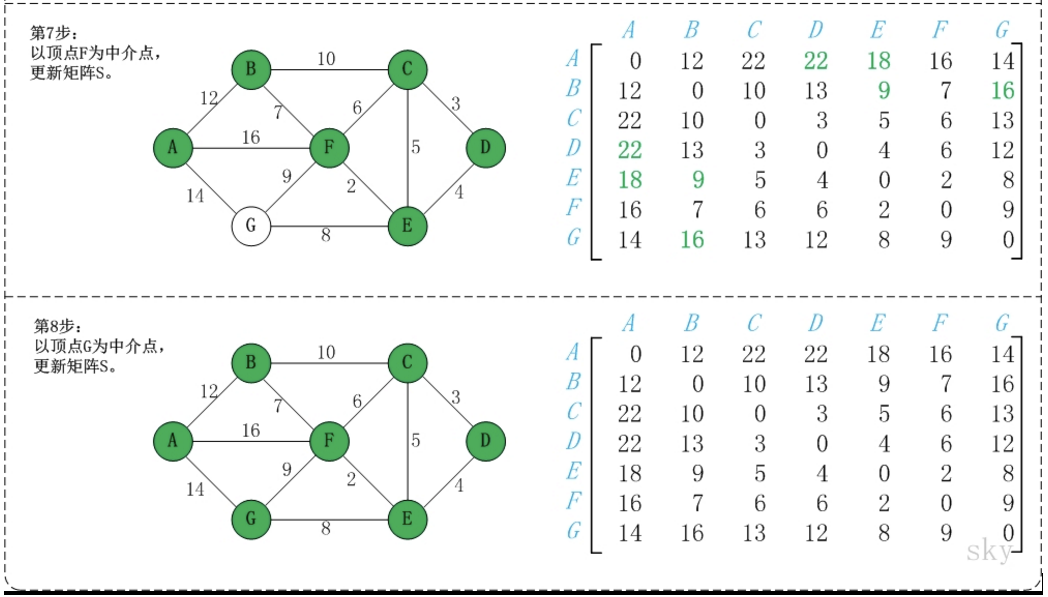 第7步：
以顶点F为中介点，
更新矩阵S。
B 10 C
12 7 6 3
A 16 F 5 D
14 9 2 4
G 8 E
A B C D E F G
A 0 12 22 22 18 16 14
B 12 0 10 13 9 7 16
C 22 10 0 3 5 6 13
D 22 13 3 0 4 6 12
E 18 9 5 4 0 2 8
F 16 7 6 6 2 0 9
G 14 16 13 12 8 9 0
第8步：
以顶点G为中介点，
更新矩阵S。
B 10 C
12 7 6 3
A 16 F 5 D
14 9 2 4
G 8 E
A B C D E F G
A 0 12 22 22 18 16 14
B 12 0 10 13 9 7 16
C 22 10 0 3 5 6 13
D 22 13 3 0 4 6 12
E 18 9 5 4 0 2 8
F 16 7 6 6 2 0 9
G 14 16 13 12 8 9 0
sky